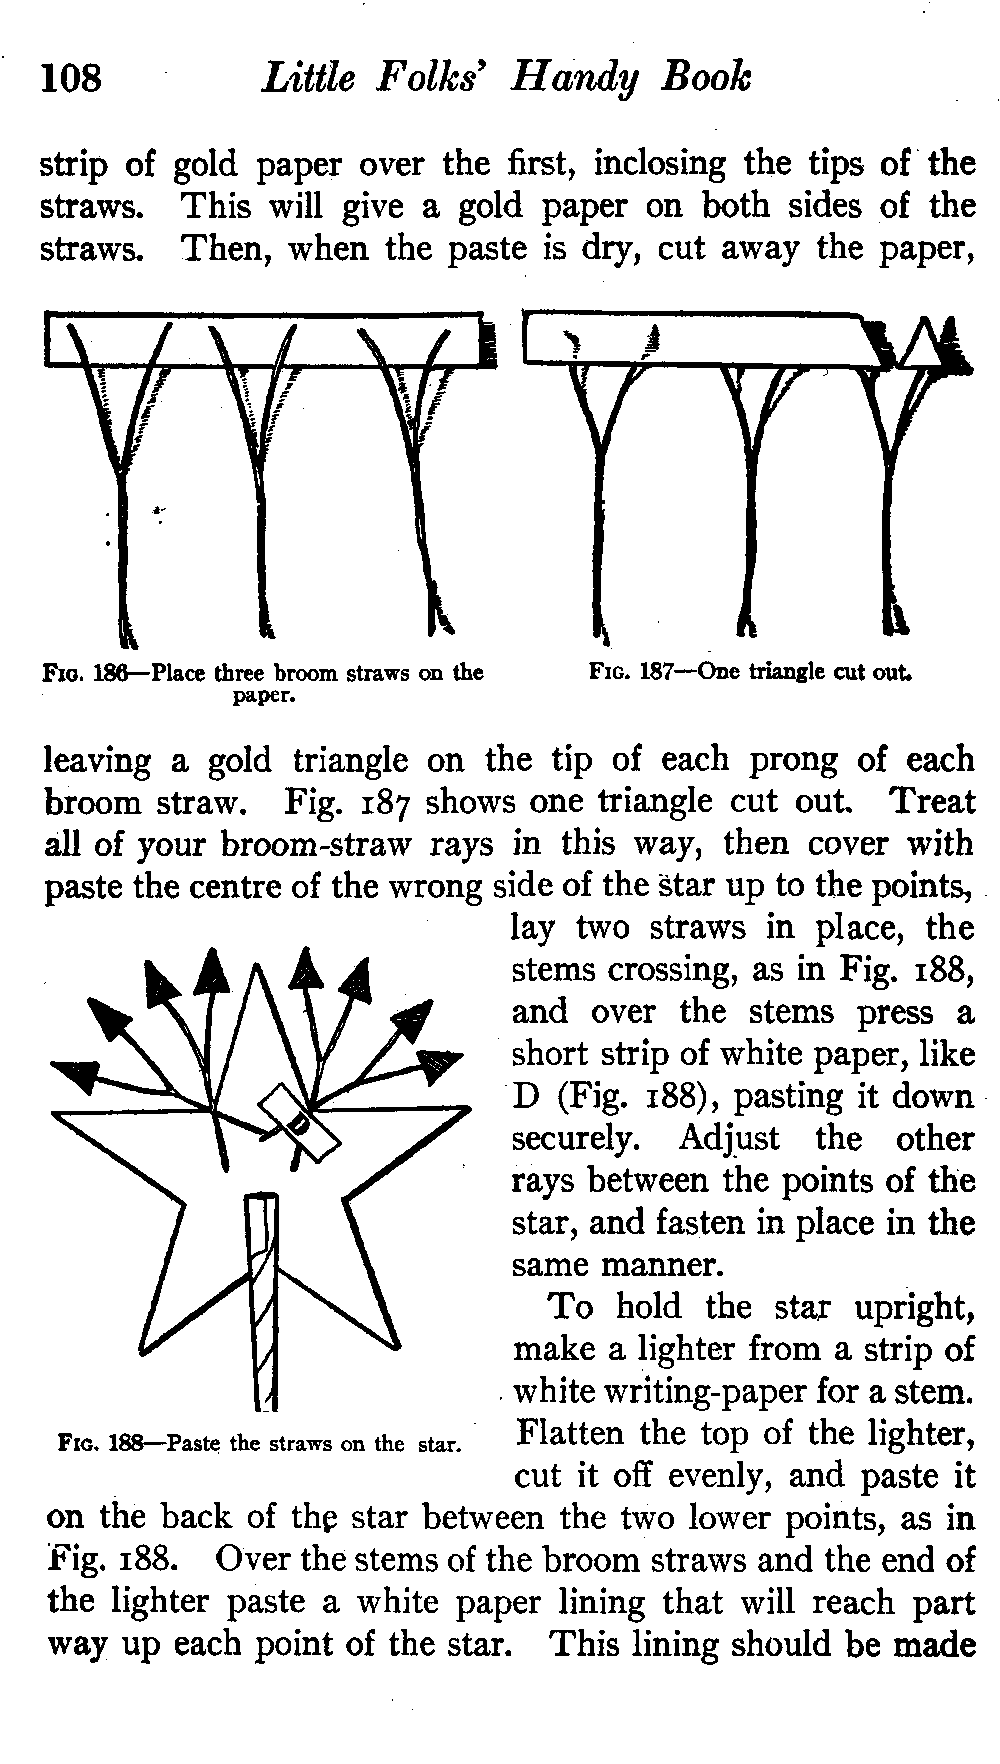 108 Little Folks' Handy Book
strip of gold paper over the first, inclosing the tips of the
straws. This will give a gold paper on both sides of the
straws. Then, when the paste is dry, cut away the paper,
FIG. 186—Place three broom straws on the
paper.
FIG. 187—One triangle cut out.
leaving a gold triangle on the tip of each prong of each
broom straw. Fig. 187 shows one triangle cut out. Treat
all of your broom-straw rays in this way, then cover with
paste the centre of the wrong side of the star up to the points,
lay two straws in place, the
stems crossing, as in Fig. 188,
and over the stems press a
short strip of white paper, like
D (Fig. 188), pasting it down
securely. Adjust the other
rays between the points of the
star, and fasten in place in the
same manner.
To hold the star upright,
make a lighter from a strip of
white writing-paper for a stem.
Flatten the top of the lighter,
cut it off evenly, and paste it
D
FIG. 188—Paste the straws on the star.
on the back of the star between the two lower points, as in
Fig. 188. Over the stems of the broom straws and the end of
the lighter paste a white paper lining that will reach part
way up each point of the star. This lining should be made